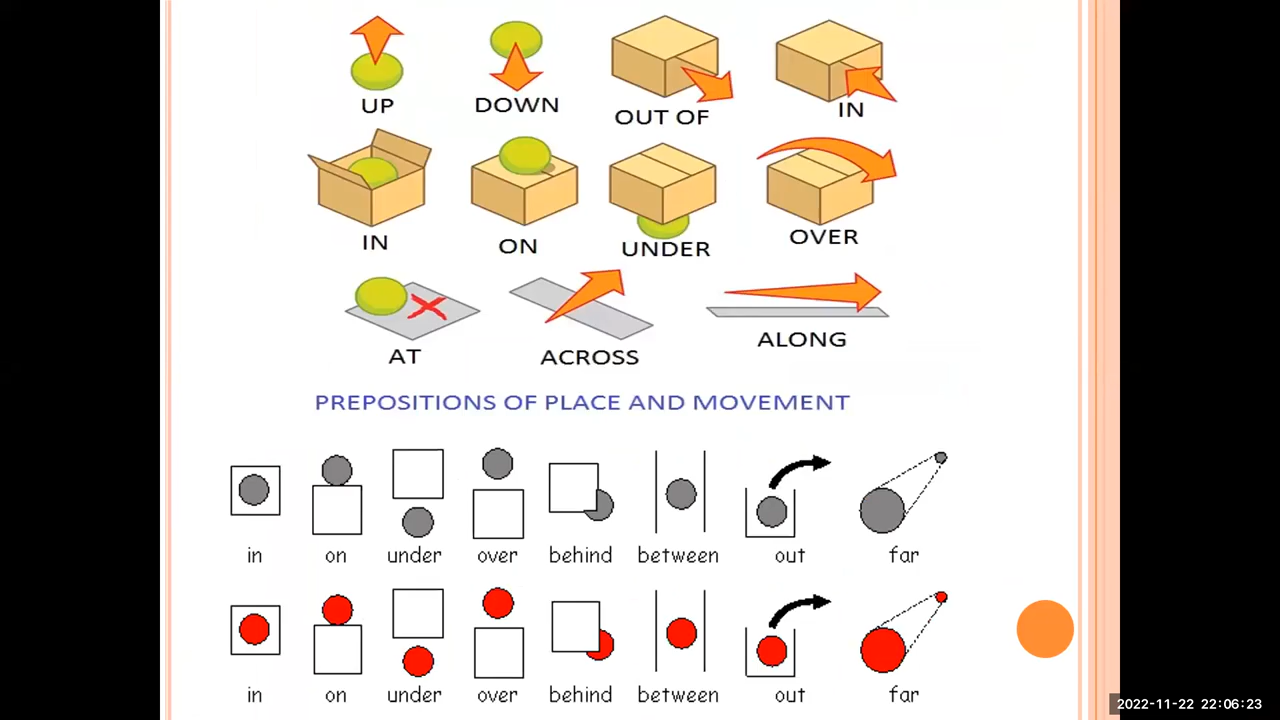 UP DOWN OUT OF IN
IN ON UNDER OVER
AT ACROSS ALONG
PREPOSITIONS OF PLACE AND MOVEMENT
in on under over behind between out far
in on under over behind between out far
2022-11-22 22:06:23